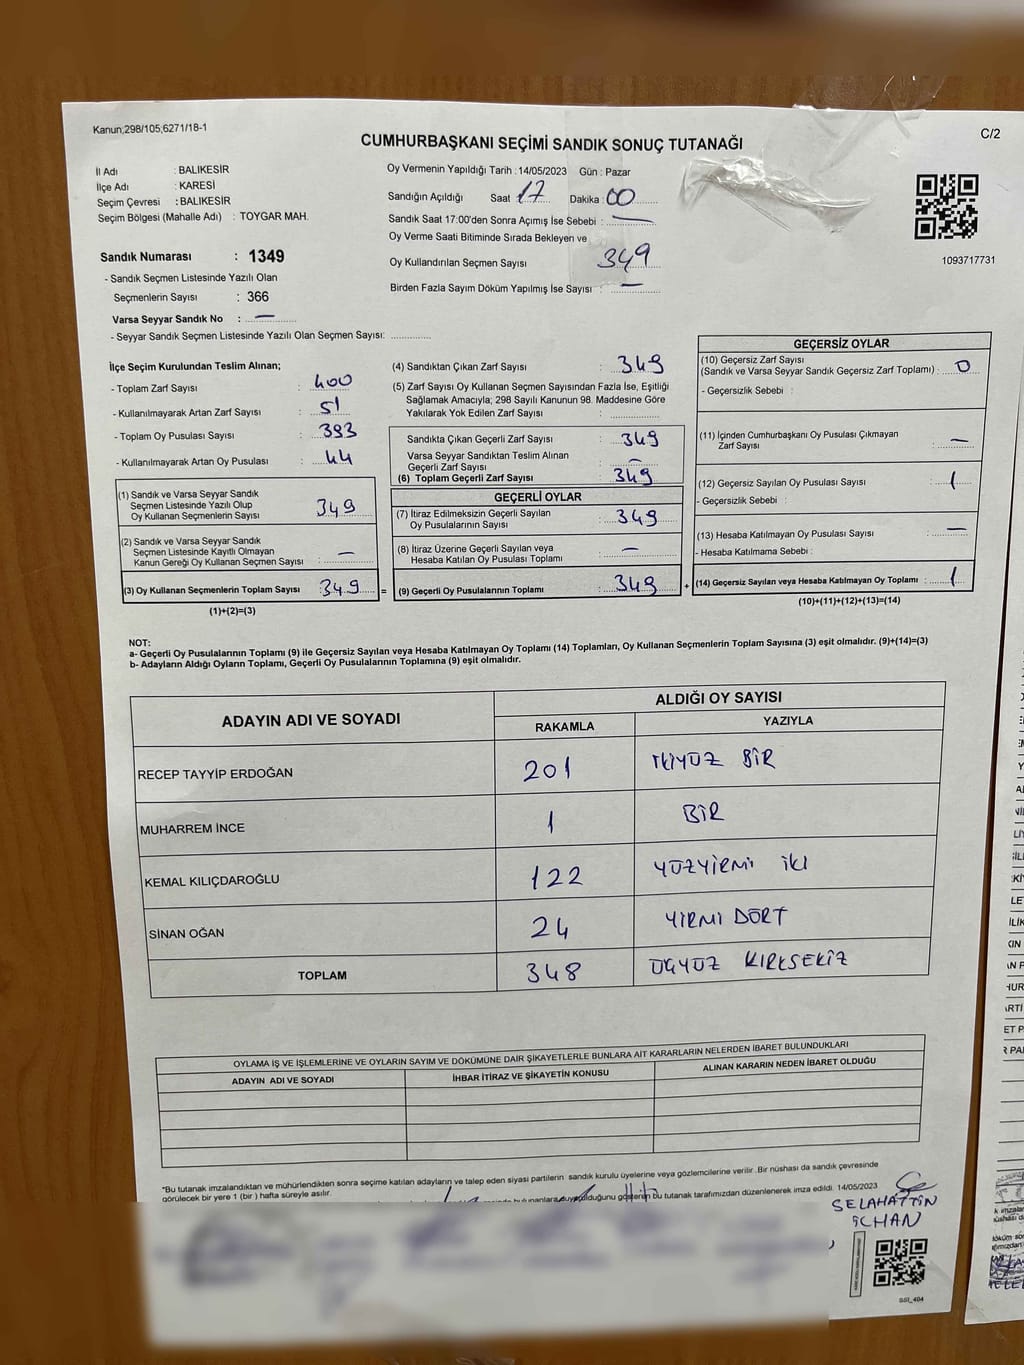 Kanun;298/105;6271/18-1
C/2
CUMHURBAŞKANI SEÇİMİ SANDIK SONUÇ TUTANAĞI
İl Adı : BALIKESİR
İlçe Adı : KARESİ
Seçim Çevresi : BALIKESİR
Seçim Bölgesi (Mahalle Adı) : TOYGAR MAH.
Oy Vermenin Yapıldığı Tarih : 14/05/2023 Gün : Pazar
Sandığın Açıldığı Saat 17 Dakika : 00
Sandık Saat 17:00'den Sonra Açımış İse Sebebi : —
Oy Verme Saati Bitiminde Sırada Bekleyen ve
Oy Kullandırılan Seçmen Sayısı 349
Birden Fazla Sayım Döküm Yapılmış İse Sayısı : —
1093717731
Sandık Numarası : 1349
- Sandık Seçmen Listesinde Yazılı Olan
Seçmenlerin Sayısı : 366
Varsa Seyyar Sandık No : —
- Seyyar Sandık Seçmen Listesinde Yazılı Olan Seçmen Sayısı: ............
İlçe Seçim Kurulundan Teslim Alınan;
- Toplam Zarf Sayısı : 400
- Kullanılmayarak Artan Zarf Sayısı : 51
- Toplam Oy Pusulası Sayısı : 393
- Kullanılmayarak Artan Oy Pusulası : 44
(1) Sandık ve Varsa Seyyar Sandık
Seçmen Listesinde Yazılı Olup
Oy Kullanan Seçmenlerin Sayısı : 349
(2) Sandık ve Varsa Seyyar Sandık
Seçmen Listesinde Kayıtlı Olmayan
Kanun Gereği Oy Kullanan Seçmen Sayısı : —
(3) Oy Kullanan Seçmenlerin Toplam Sayısı : 349 =
(1)+(2)=(3)
(4) Sandıktan Çıkan Zarf Sayısı : 349
(5) Zarf Sayısı Oy Kullanan Seçmen Sayısından Fazla İse, Eşitliği
Sağlamak Amacıyla; 298 Sayılı Kanunun 98. Maddesine Göre
Yakılarak Yok Edilen Zarf Sayısı : ............
Sandıkta Çıkan Geçerli Zarf Sayısı : 349
Varsa Seyyar Sandıktan Teslim Alınan
Geçerli Zarf Sayısı : —
(6) Toplam Geçerli Zarf Sayısı : 349
GEÇERLİ OYLAR
(7) İtiraz Edilmeksizin Geçerli Sayılan
Oy Pusulalarının Sayısı : 349
(8) İtiraz Üzerine Geçerli Sayılan veya
Hesaba Katılan Oy Pusulası Toplamı : —
(9) Geçerli Oy Pusulalarının Toplamı : 349 +
GEÇERSİZ OYLAR
(10) Geçersiz Zarf Sayısı
(Sandık ve Varsa Seyyar Sandık Geçersiz Zarf Toplamı) : 0
- Geçersizlik Sebebi :
(11) İçinden Cumhurbaşkanı Oy Pusulası Çıkmayan
Zarf Sayısı : —
(12) Geçersiz Sayılan Oy Pusulası Sayısı : 1
- Geçersizlik Sebebi :
(13) Hesaba Katılmayan Oy Pusulası Sayısı : —
- Hesaba Katılmama Sebebi :
(14) Geçersiz Sayılan veya Hesaba Katılmayan Oy Toplamı : 1
(10)+(11)+(12)+(13)=(14)
NOT:
a- Geçerli Oy Pusulalarının Toplamı (9) ile Geçersiz Sayılan veya Hesaba Katılmayan Oy Toplamı (14) Toplamları, Oy Kullanan Seçmenlerin Toplam Sayısına (3) eşit olmalıdır. (9)+(14)=(3)
b- Adayların Aldığı Oyların Toplamı, Geçerli Oy Pusulalarının Toplamına (9) eşit olmalıdır.
ADAYIN ADI VE SOYADI
ALDIĞI OY SAYISI
RAKAMLA YAZIYLA
RECEP TAYYİP ERDOĞAN 201 İKİYÜZ BİR
MUHARREM İNCE 1 BİR
KEMAL KILIÇDAROĞLU 122 YÜZYİRMİ İKİ
SİNAN OĞAN 24 YİRMİ DÖRT
TOPLAM 348 ÜÇYÜZ KIRKSEKİZ
OYLAMA İŞ VE İŞLEMLERİNE VE OYLARIN SAYIM VE DÖKÜMÜNE DAİR ŞİKAYETLERLE BUNLARA AİT KARARLARIN NELERDEN İBARET BULUNDUKLARI
ADAYIN ADI VE SOYADI İHBAR İTİRAZ VE ŞİKAYETİN KONUSU ALINAN KARARIN NEDEN İBARET OLDUĞU
*Bu tutanak imzalandıktan ve mühürlendikten sonra seçime katılan adayların ve talep eden siyasi partilerin sandık kurulu üyelerine veya gözlemcilerine verilir .Bir nüshası da sandık çevresinde
görülecek bir yere 1 (bir ) hafta süreyle asılır.
bu tutanak tarafımızdan düzenlenerek imza edildi. 14/05/2023
SELAHATTİN
İCHAN
SSI_404